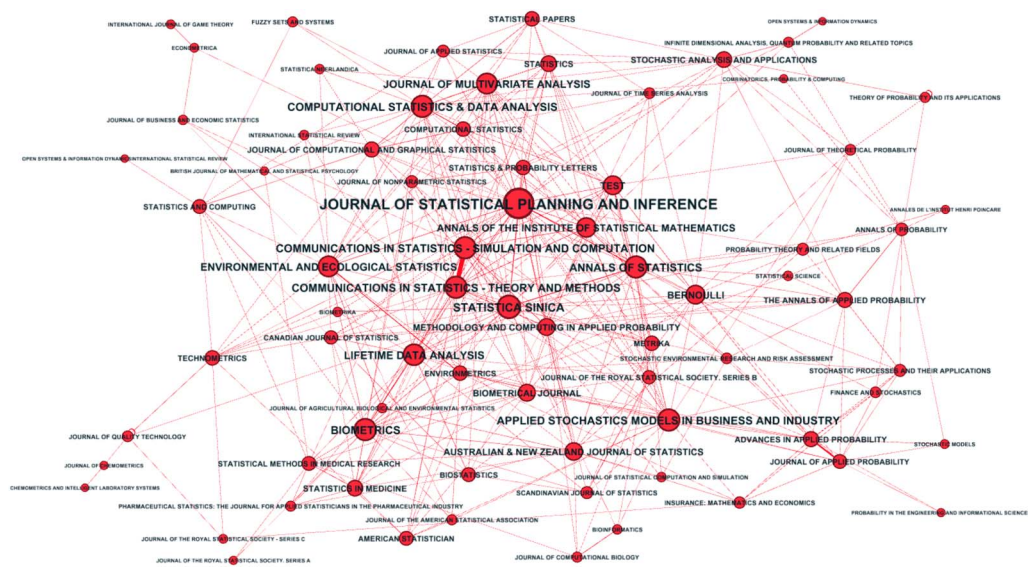 INTERNATIONAL JOURNAL OF GAME THEORY
FUZZY SETS AND SYSTEMS
STATISTICAL PAPERS
OPEN SYSTEMS & INFORMATION DYNAMICS
ECONOMETRICA
JOURNAL OF APPLIED STATISTICS
INFINITE DIMENSIONAL ANALYSIS, QUANTUM PROBABILITY AND RELATED TOPICS
STATISTICA NEERLANDICA
STATISTICS
STOCHASTIC ANALYSIS AND APPLICATIONS
JOURNAL OF MULTIVARIATE ANALYSIS
COMBINATORICS, PROBABILITY & COMPUTING
JOURNAL OF TIME SERIES ANALYSIS
THEORY OF PROBABILITY AND ITS APPLICATIONS
COMPUTATIONAL STATISTICS & DATA ANALYSIS
JOURNAL OF BUSINESS AND ECONOMIC STATISTICS
COMPUTATIONAL STATISTICS
INTERNATIONAL STATISTICAL REVIEW
JOURNAL OF COMPUTATIONAL AND GRAPHICAL STATISTICS
JOURNAL OF THEORETICAL PROBABILITY
OPEN SYSTEMS & INFORMATION DYNAMICS INTERNATIONAL STATISTICAL REVIEW
BRITISH JOURNAL OF MATHEMATICAL AND STATISTICAL PSYCHOLOGY
STATISTICS & PROBABILITY LETTERS
JOURNAL OF NONPARAMETRIC STATISTICS
TEST
STATISTICS AND COMPUTING
JOURNAL OF STATISTICAL PLANNING AND INFERENCE
ANNALES DE L'INSTITUT HENRI POINCARE
ANNALS OF THE INSTITUTE OF STATISTICAL MATHEMATICS
ANNALS OF PROBABILITY
COMMUNICATIONS IN STATISTICS - SIMULATION AND COMPUTATION
PROBABILITY THEORY AND RELATED FIELDS
ENVIRONMENTAL AND ECOLOGICAL STATISTICS
ANNALS OF STATISTICS
STATISTICAL SCIENCE
COMMUNICATIONS IN STATISTICS - THEORY AND METHODS
BERNOULLI
THE ANNALS OF APPLIED PROBABILITY
STATISTICA SINICA
BIOMETRIKA
METHODOLOGY AND COMPUTING IN APPLIED PROBABILITY
CANADIAN JOURNAL OF STATISTICS
METRIKA
TECHNOMETRICS
LIFETIME DATA ANALYSIS
STOCHASTIC ENVIRONMENTAL RESEARCH AND RISK ASSESSMENT
ENVIRONMETRICS
JOURNAL OF THE ROYAL STATISTICAL SOCIETY. SERIES B
STOCHASTIC PROCESSES AND THEIR APPLICATIONS
BIOMETRICAL JOURNAL
FINANCE AND STOCHASTICS
JOURNAL OF AGRICULTURAL BIOLOGICAL AND ENVIRONMENTAL STATISTICS
APPLIED STOCHASTICS MODELS IN BUSINESS AND INDUSTRY
BIOMETRICS
JOURNAL OF QUALITY TECHNOLOGY
ADVANCES IN APPLIED PROBABILITY
STOCHASTIC MODELS
AUSTRALIAN & NEW ZEALAND JOURNAL OF STATISTICS
JOURNAL OF CHEMOMETRICS
STATISTICAL METHODS IN MEDICAL RESEARCH
JOURNAL OF APPLIED PROBABILITY
BIOSTATISTICS
JOURNAL OF STATISTICAL COMPUTATION AND SIMULATION
CHEMOMETRICS AND INTELLIGENT LABORATORY SYSTEMS
STATISTICS IN MEDICINE
SCANDINAVIAN JOURNAL OF STATISTICS
INSURANCE: MATHEMATICS AND ECONOMICS
PHARMACEUTICAL STATISTICS: THE JOURNAL FOR APPLIED STATISTICIANS IN THE PHARMACEUTICAL INDUSTRY
PROBABILITY IN THE ENGINEERING AND INFORMATIONAL SCIENCE
JOURNAL OF THE AMERICAN STATISTICAL ASSOCIATION
BIOINFORMATICS
JOURNAL OF THE ROYAL STATISTICAL SOCIETY - SERIES C
AMERICAN STATISTICIAN
JOURNAL OF COMPUTATIONAL BIOLOGY
JOURNAL OF THE ROYAL STATISTICAL SOCIETY. SERIES A